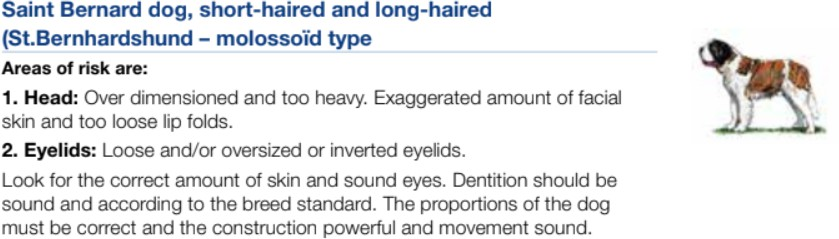 Saint Bernard dog, short-haired and long-haired
(St.Bernhardshund – molossoïd type
Areas of risk are:
1. Head: Over dimensioned and too heavy. Exaggerated amount of facial
skin and too loose lip folds.
2. Eyelids: Loose and/or oversized or inverted eyelids.
Look for the correct amount of skin and sound eyes. Dentition should be
sound and according to the breed standard. The proportions of the dog
must be correct and the construction powerful and movement sound.